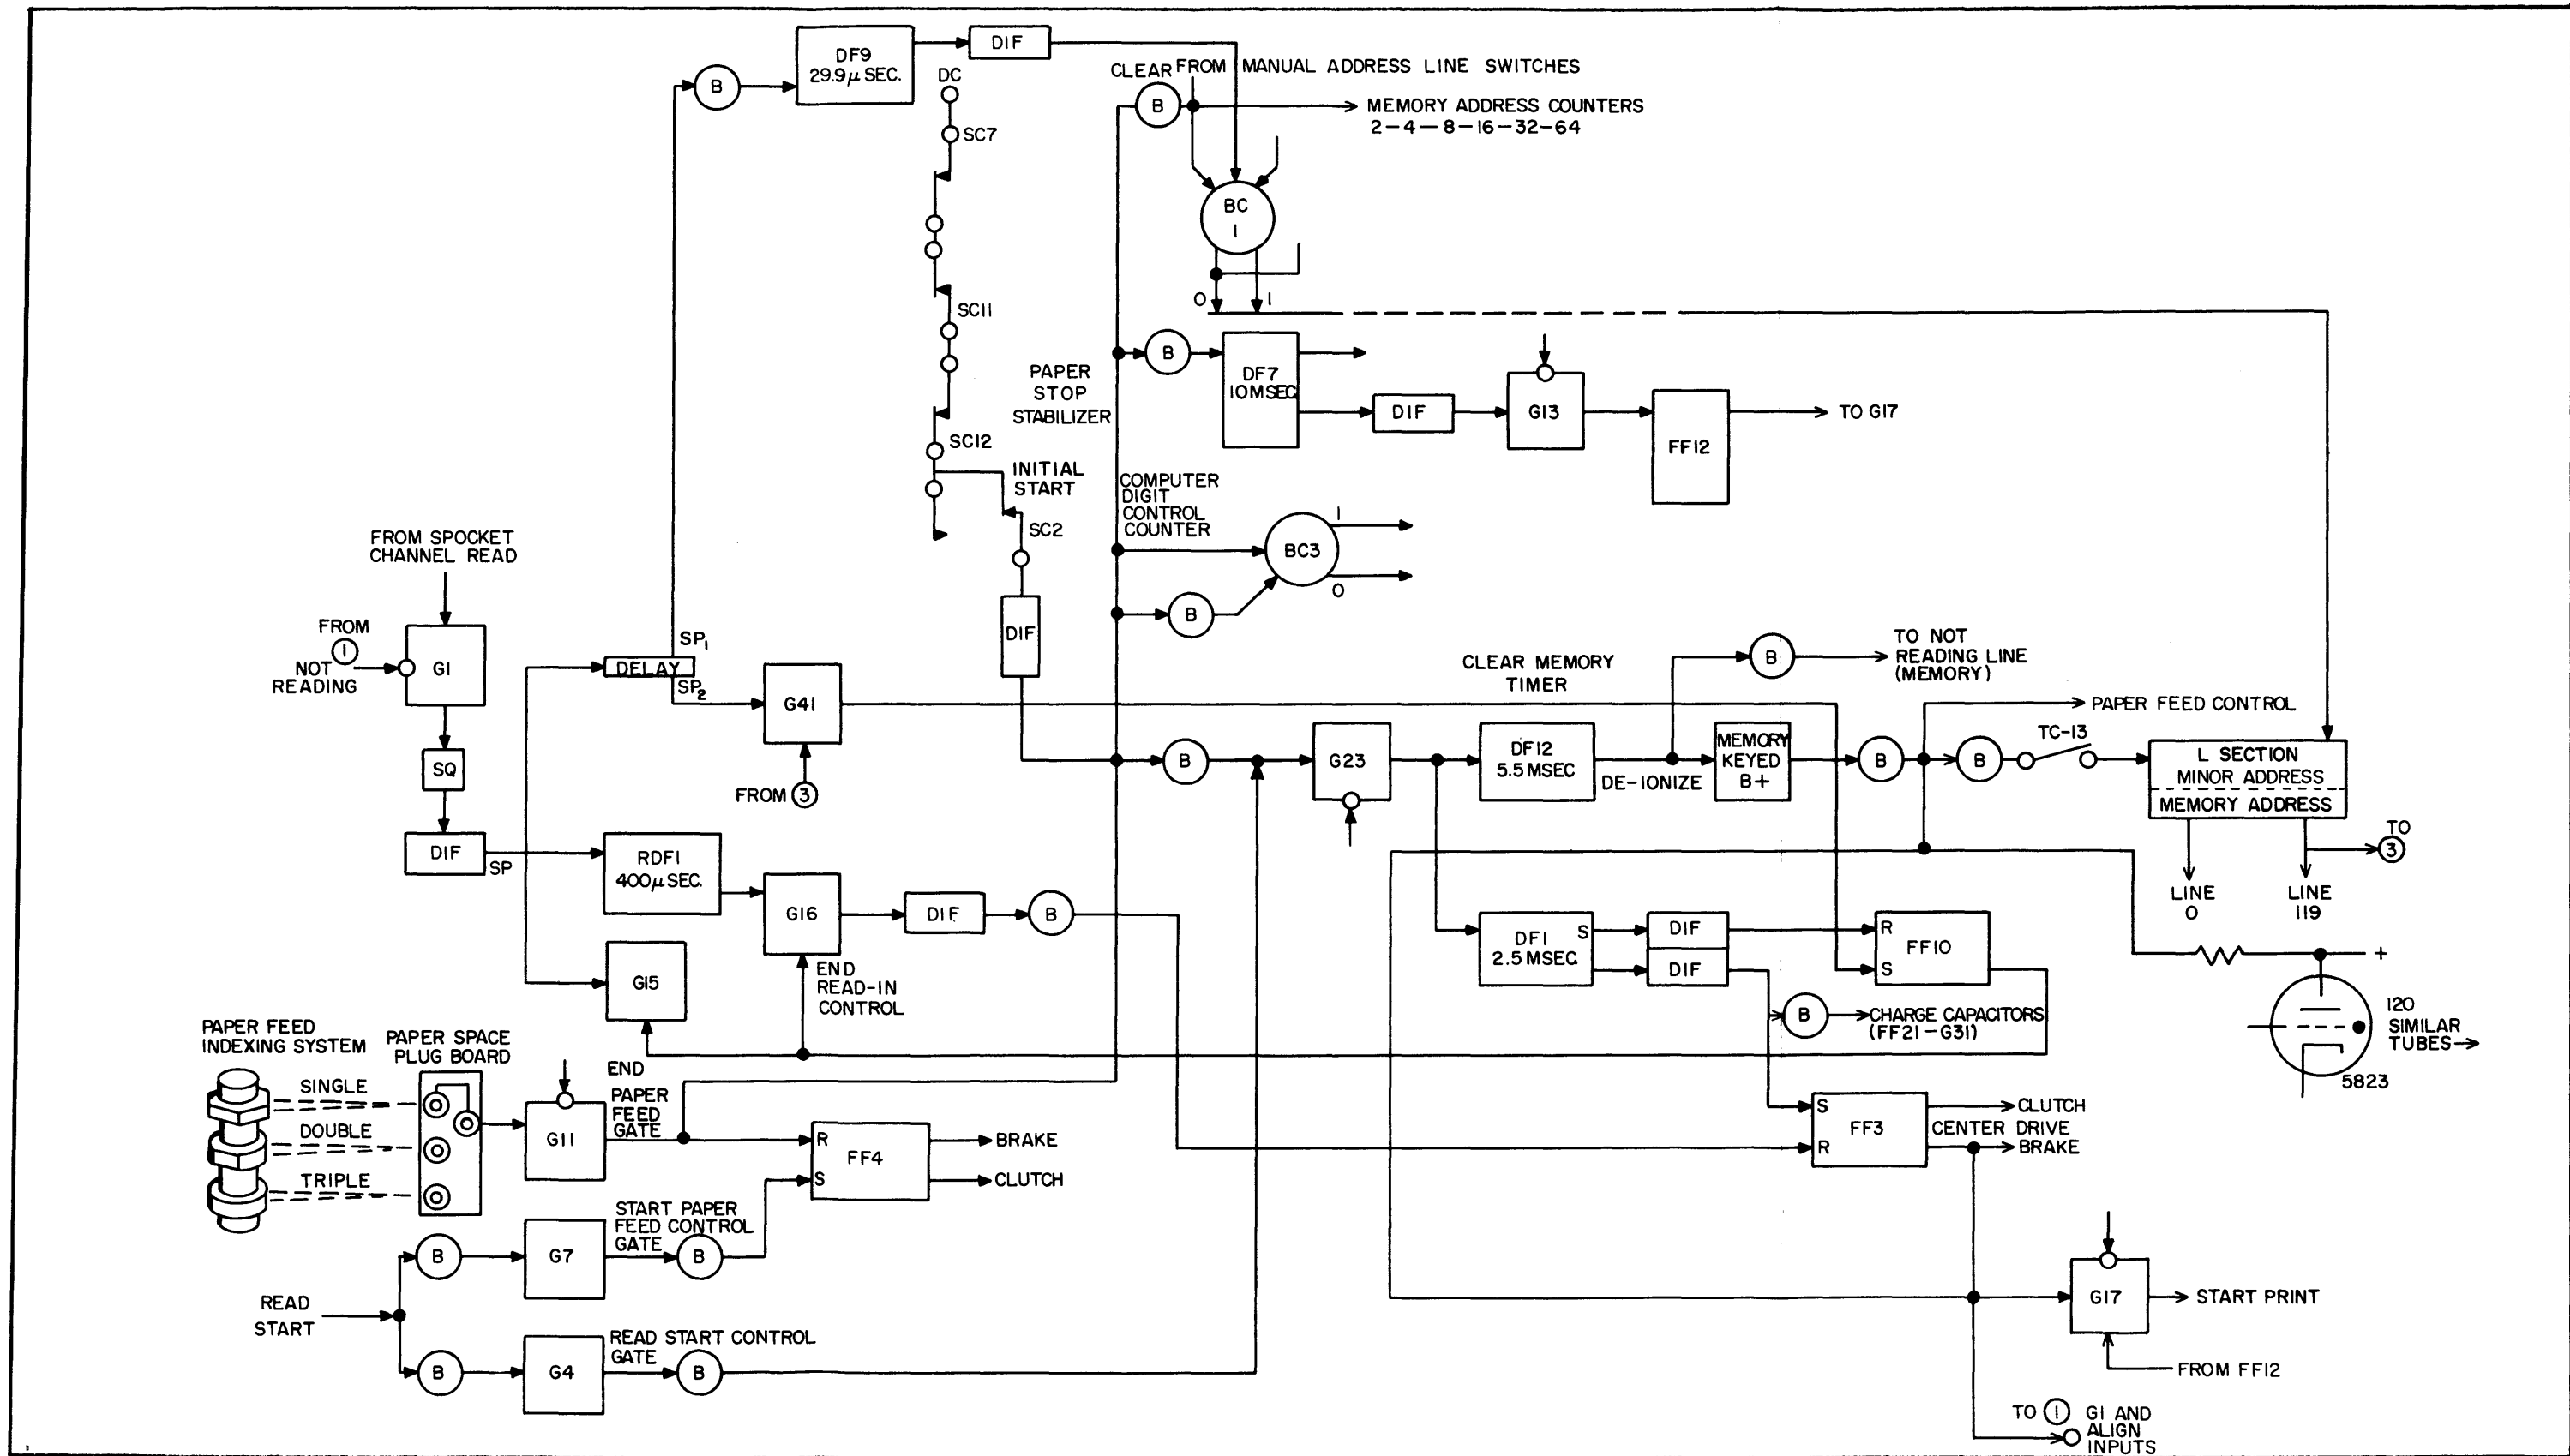 DF9
29.9μ SEC.
DIF
B
DC
SC7
SC11
SC12
INITIAL
START
SC2
DIF
CLEAR
FROM MANUAL ADDRESS LINE SWITCHES
B
MEMORY ADDRESS COUNTERS
2-4-8-16-32-64
BC
1
0
1
PAPER
STOP
STABILIZER
B
DF7
10MSEC
DIF
G13
FF12
TO G17
COMPUTER
DIGIT
CONTROL
COUNTER
BC3
1
0
B
FROM SPOCKET
CHANNEL READ
FROM
1
NOT
READING
G1
SQ
DIF
SP
DELAY
SP1
SP2
G41
FROM 3
RDF1
400μ SEC.
G16
DIF
B
G15
END
READ-IN
CONTROL
B
G23
CLEAR MEMORY
TIMER
DF12
5.5 MSEC
DE-IONIZE
B
TO NOT
READING LINE
(MEMORY)
MEMORY
KEYED
B+
B
PAPER FEED CONTROL
B
TC-13
L SECTION
MINOR ADDRESS
MEMORY ADDRESS
LINE
0
LINE
119
TO
3
DF1
2.5 MSEC
S
DIF
DIF
R
S
FF10
B
CHARGE CAPACITORS
(FF21-G31)
+
120
SIMILAR
TUBES
5823
PAPER FEED
INDEXING SYSTEM
PAPER SPACE
PLUG BOARD
SINGLE
DOUBLE
TRIPLE
END
G11
PAPER
FEED
GATE
R
S
FF4
BRAKE
CLUTCH
S
R
FF3
CLUTCH
CENTER DRIVE
BRAKE
READ
START
B
G7
START PAPER
FEED CONTROL
GATE
B
B
G4
READ START CONTROL
GATE
B
G17
START PRINT
FROM FF12
TO 1
G1 AND
ALIGN
INPUTS